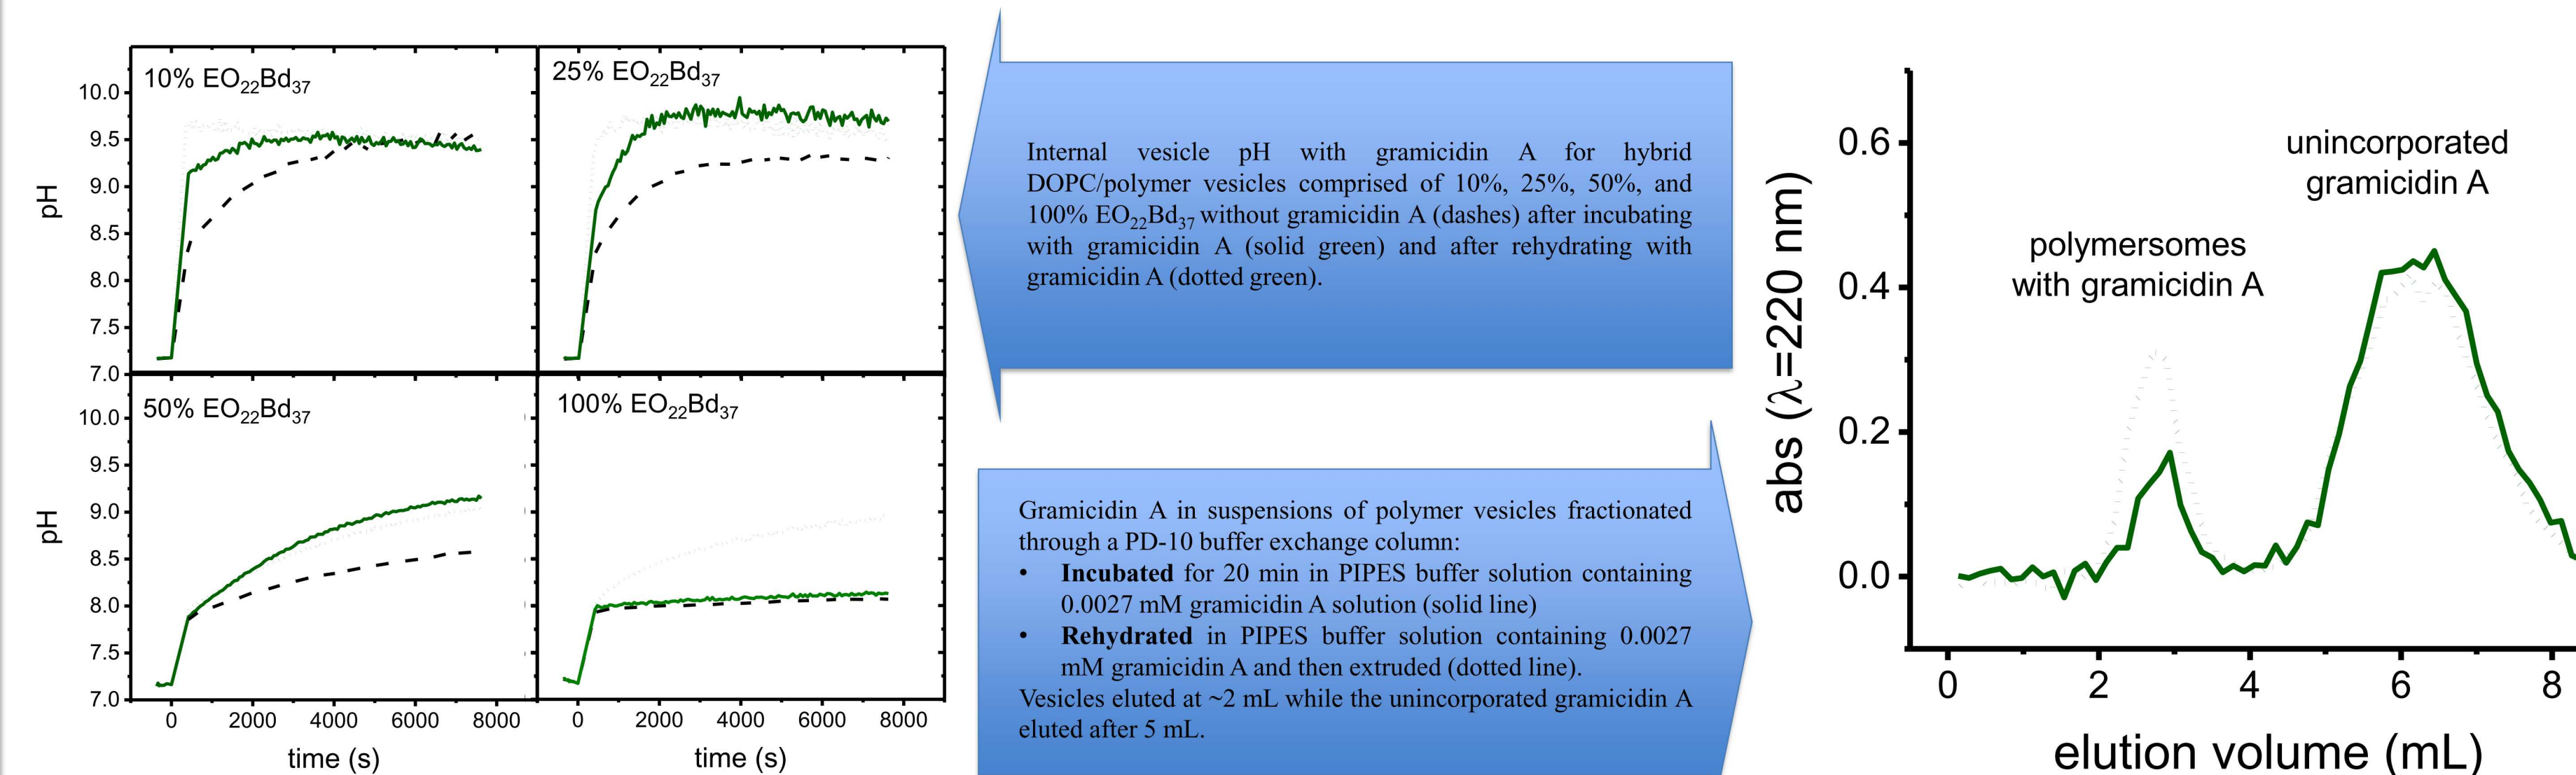 10% EO22Bd37
25% EO22Bd37
10.0
9.5
9.0
8.5
8.0
7.5
7.0
pH
50% EO22Bd37
100% EO22Bd37
10.0
9.5
9.0
8.5
8.0
7.5
7.0
pH
0 2000 4000 6000 8000
0 2000 4000 6000 8000
time (s)
time (s)
Internal vesicle pH with gramicidin A for hybrid
DOPC/polymer vesicles comprised of 10%, 25%, 50%, and
100% EO22Bd37 without gramicidin A (dashes) after incubating
with gramicidin A (solid green) and after rehydrating with
gramicidin A (dotted green).
Gramicidin A in suspensions of polymer vesicles fractionated
through a PD-10 buffer exchange column:
• Incubated for 20 min in PIPES buffer solution containing
0.0027 mM gramicidin A solution (solid line)
• Rehydrated in PIPES buffer solution containing 0.0027
mM gramicidin A and then extruded (dotted line).
Vesicles eluted at ~2 mL while the unincorporated gramicidin A
eluted after 5 mL.
abs (λ=220 nm)
0.6
0.4
0.2
0.0
unincorporated
gramicidin A
polymersomes
with gramicidin A
0 2 4 6 8
elution volume (mL)